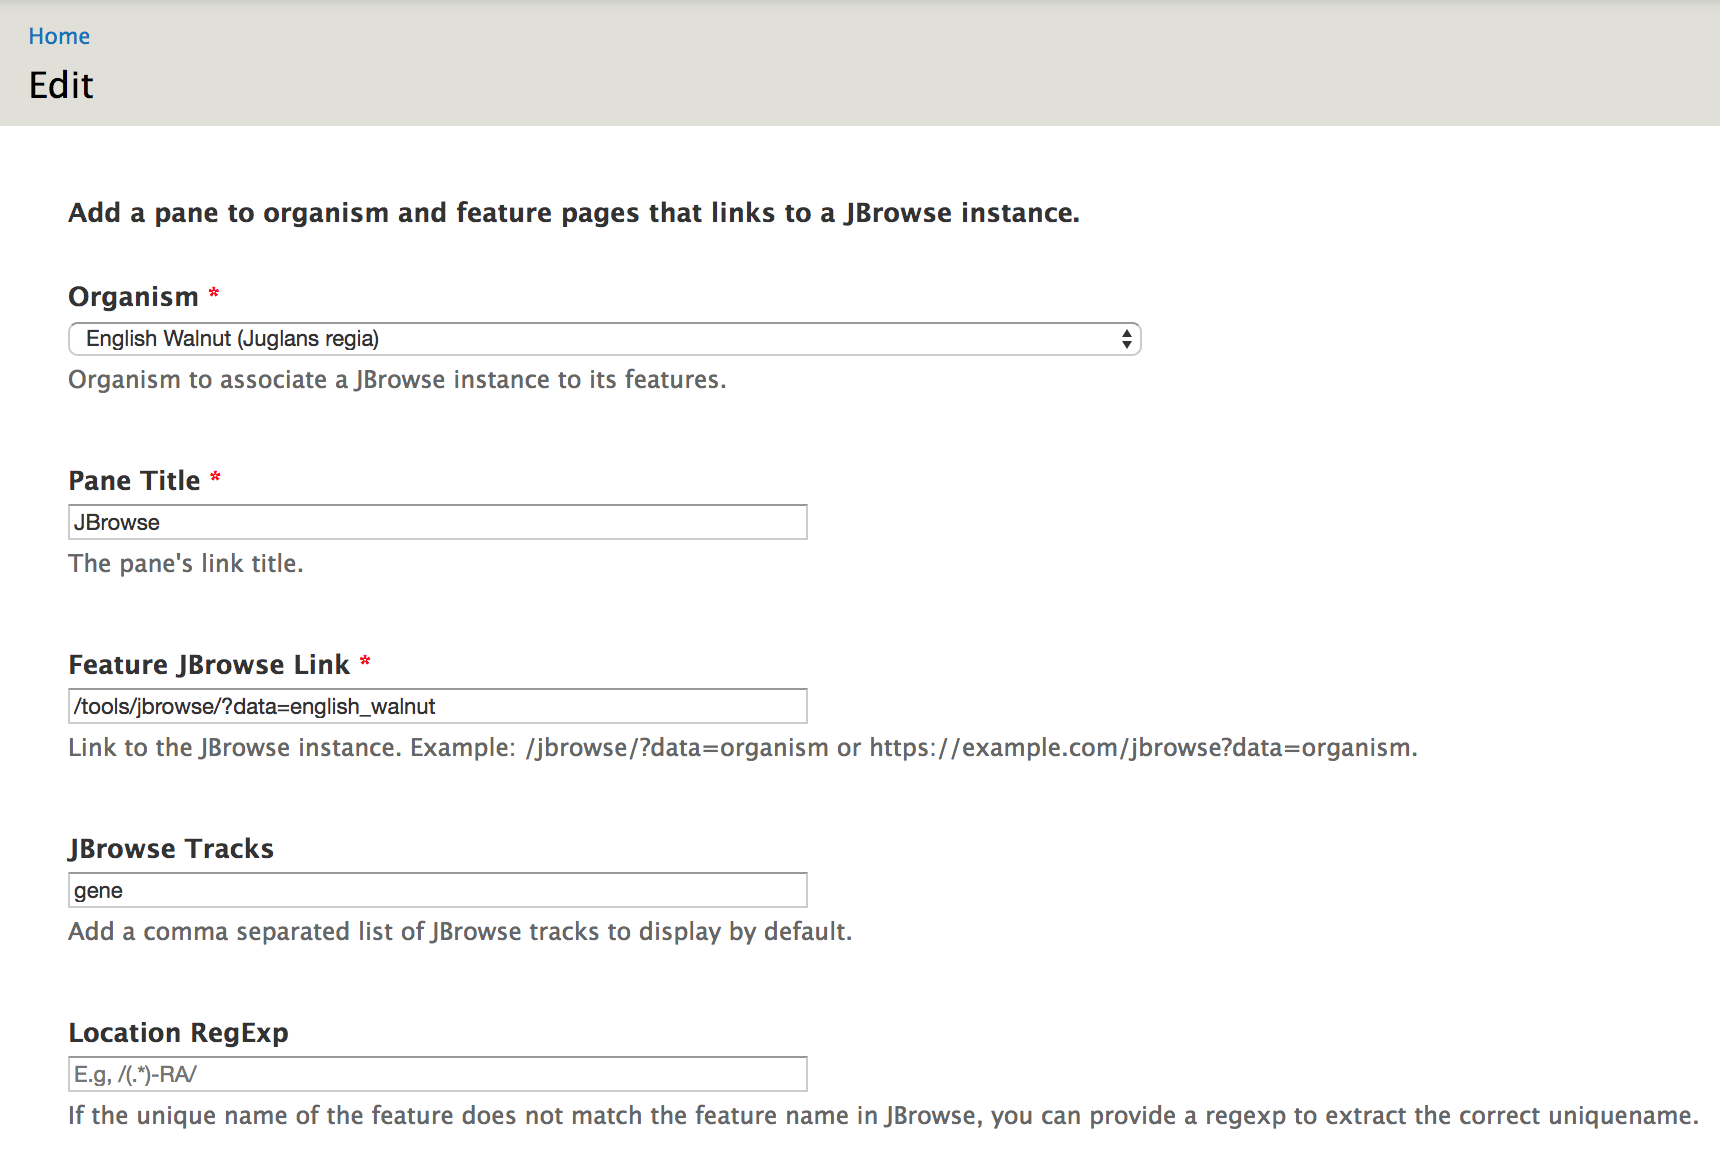 Home
Edit
Add a pane to organism and feature pages that links to a JBrowse instance.
Organism *
English Walnut (Juglans regia)
Organism to associate a JBrowse instance to its features.
Pane Title *
JBrowse
The pane's link title.
Feature JBrowse Link *
/tools/jbrowse/?data=english_walnut
Link to the JBrowse instance. Example: /jbrowse/?data=organism or https://example.com/jbrowse?data=organism.
JBrowse Tracks
gene
Add a comma separated list of JBrowse tracks to display by default.
Location RegExp
E.g, /(.*)-RA/
If the unique name of the feature does not match the feature name in JBrowse, you can provide a regexp to extract the correct uniquename.